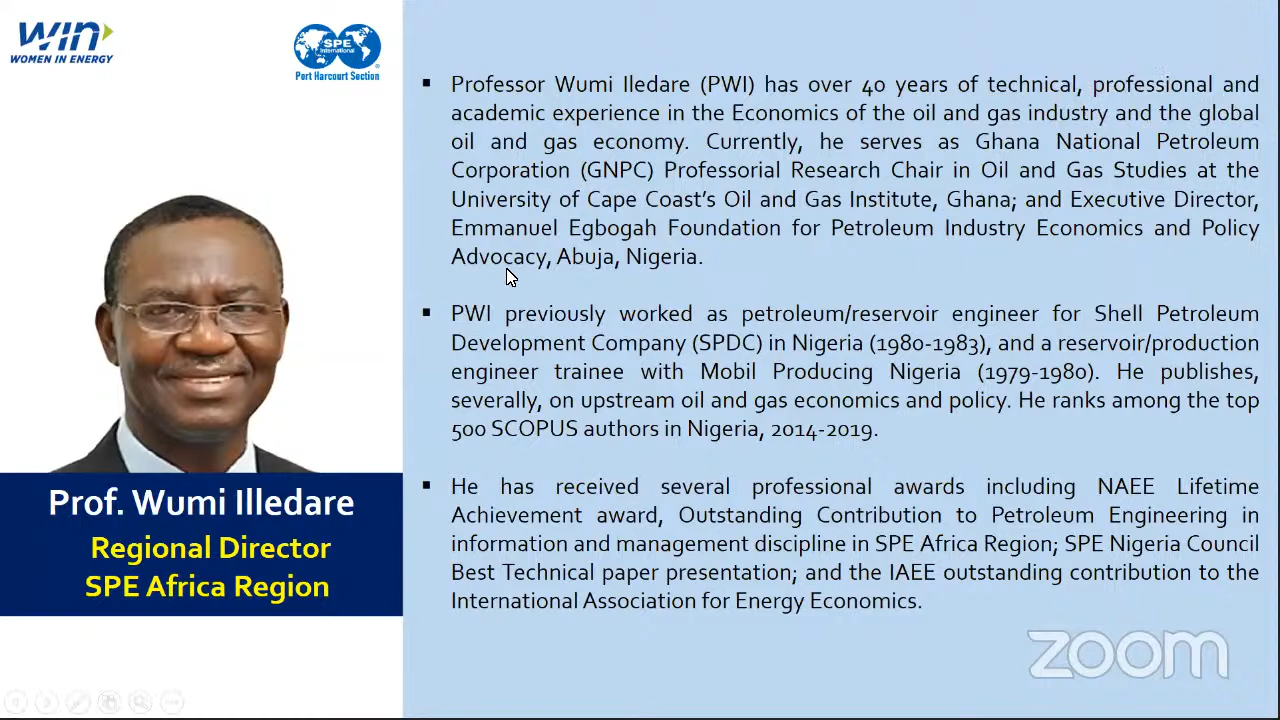 WIN
WOMEN IN ENERGY
SPE
International
Port Harcourt Section
Prof. Wumi Illedare
Regional Director
SPE Africa Region
▪ Professor Wumi Iledare (PWI) has over 40 years of technical, professional and
academic experience in the Economics of the oil and gas industry and the global
oil and gas economy. Currently, he serves as Ghana National Petroleum
Corporation (GNPC) Professorial Research Chair in Oil and Gas Studies at the
University of Cape Coast's Oil and Gas Institute, Ghana; and Executive Director,
Emmanuel Egbogah Foundation for Petroleum Industry Economics and Policy
Advocacy, Abuja, Nigeria.
▪ PWI previously worked as petroleum/reservoir engineer for Shell Petroleum
Development Company (SPDC) in Nigeria (1980-1983), and a reservoir/production
engineer trainee with Mobil Producing Nigeria (1979-1980). He publishes,
severally, on upstream oil and gas economics and policy. He ranks among the top
500 SCOPUS authors in Nigeria, 2014-2019.
▪ He has received several professional awards including NAEE Lifetime
Achievement award, Outstanding Contribution to Petroleum Engineering in
information and management discipline in SPE Africa Region; SPE Nigeria Council
Best Technical paper presentation; and the IAEE outstanding contribution to the
International Association for Energy Economics.
zoom